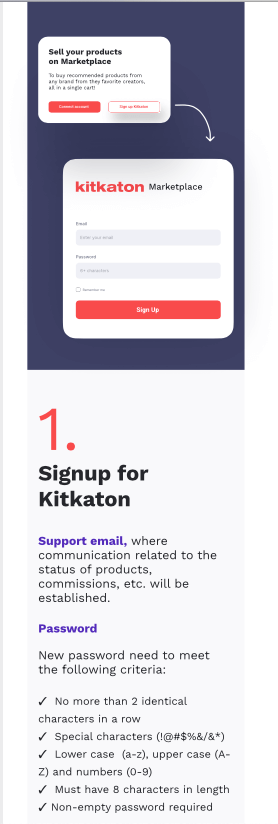 Sell your products
on Marketplace
To buy recommended products from
any brand from they favorite creators,
all in a single cart!
Connect account
Sign up Kitkaton
kitkaton Marketplace
Email
Enter your email
Password
8+ characters
Remember me
Sign Up
1.
Signup for
Kitkaton
Support email, where
communication related to the
status of products,
commissions, etc. will be
established.
Password
New password need to meet
the following criteria:
✓ No more than 2 identical
characters in a row
✓ Special characters (!@#$%&/&*)
✓ Lower case (a-z), upper case (A-
Z) and numbers (0-9)
✓ Must have 8 characters in length
✓ Non-empty password required